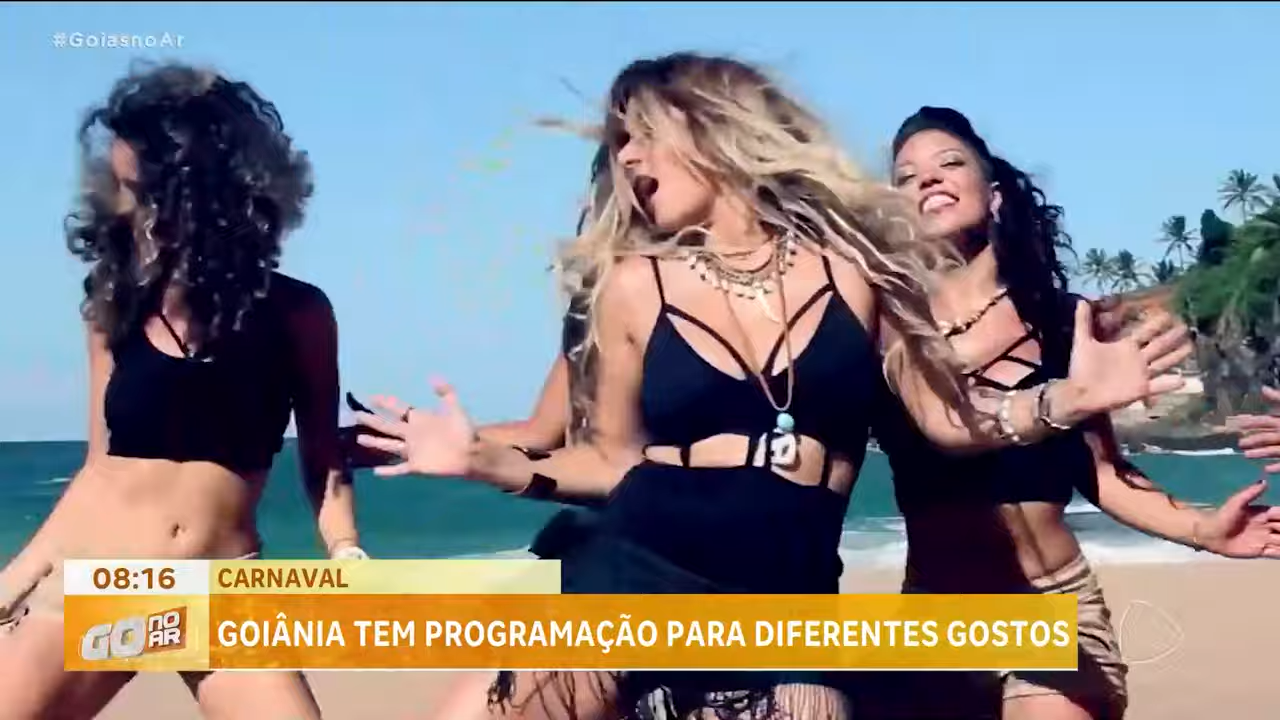 #GoiasnoAr
08:16 CARNAVAL
GO NO AR
GOIÂNIA TEM PROGRAMAÇÃO PARA DIFERENTES GOSTOS